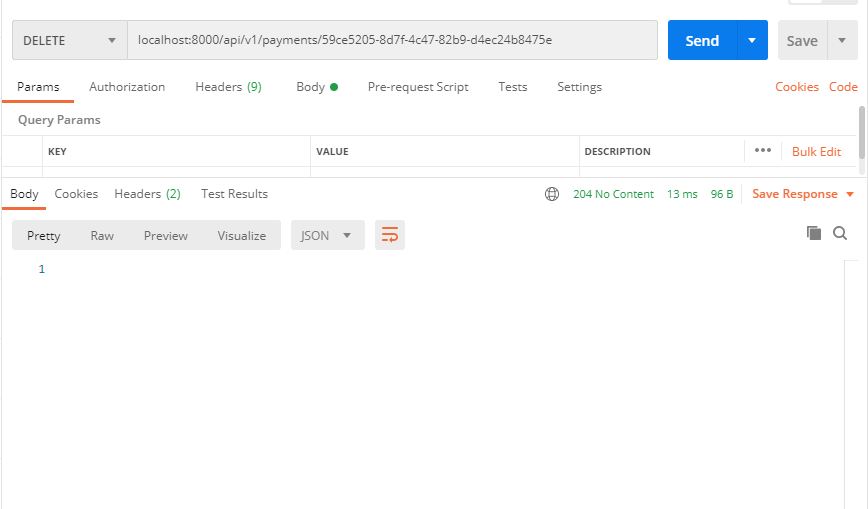 DELETE localhost:8000/api/v1/payments/59ce5205-8d7f-4c47-82b9-d4ec24b8475e Send Save
Params Authorization Headers (9) Body Pre-request Script Tests Settings Cookies Code
Query Params
KEY VALUE DESCRIPTION ••• Bulk Edit
Body Cookies Headers (2) Test Results 204 No Content 13 ms 96 B Save Response
Pretty Raw Preview Visualize JSON
1